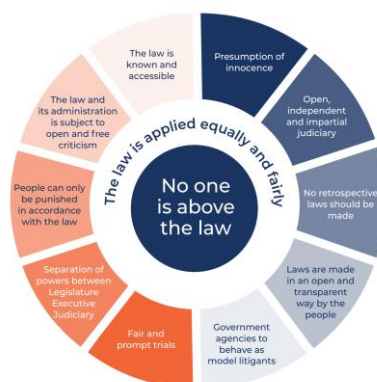 The law is
known and
accessible
Presumption of
innocence
Open,
independent
and impartial
judiciary
No retrospective
laws should be
made
Laws are made
in an open and
transparent
way by the
people
Government
agencies to
behave as
model litigants
Fair and
prompt trials
Separation of
powers between
Legislature
Executive
Judiciary
People can only
be punished
in accordance
with the law
The law and
its administration
is subject to
open and free
criticism
The law is applied equally and fairly
No one
is above
the law